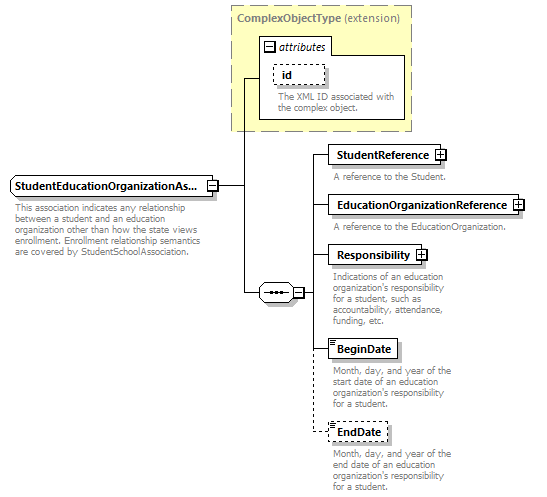 ComplexObjectType (extension)
attributes
id
The XML ID associated with
the complex object.
StudentEducationOrganizationAs...
This association indicates any relationship
between a student and an education
organization other than how the state views
enrollment. Enrollment relationship semantics
are covered by StudentSchoolAssociation.
StudentReference
A reference to the Student.
EducationOrganizationReference
A reference to the EducationOrganization.
Responsibility
Indications of an education
organization's responsibility
for a student, such as
accountability, attendance,
funding, etc.
BeginDate
Month, day, and year of the
start date of an education
organization's responsibility
for a student.
EndDate
Month, day, and year of the
end date of an education
organization's responsibility
for a student.